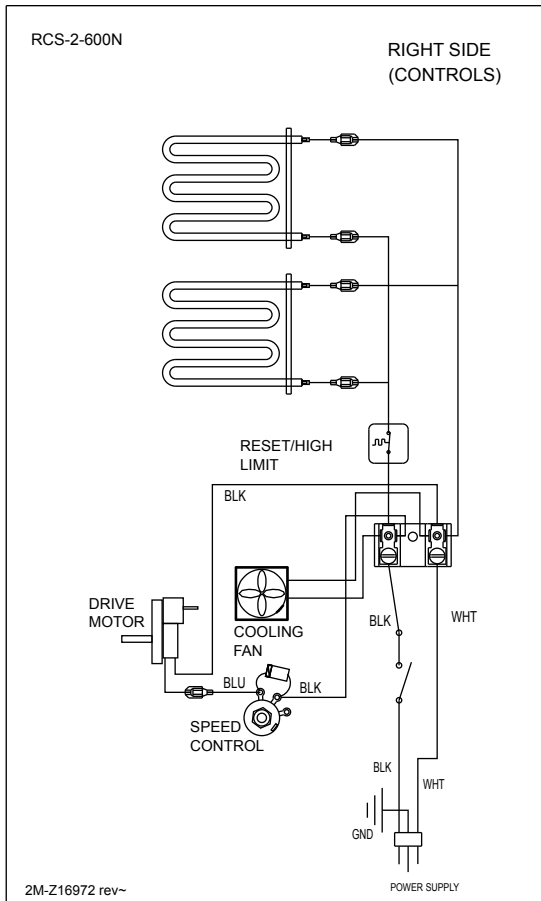 RCS-2-600N
RIGHT SIDE
(CONTROLS)
RESET/HIGH
LIMIT
BLK
DRIVE
MOTOR
COOLING
FAN
BLK
WHT
BLU
BLK
SPEED
CONTROL
BLK
WHT
GND
POWER SUPPLY
2M-Z16972 rev~